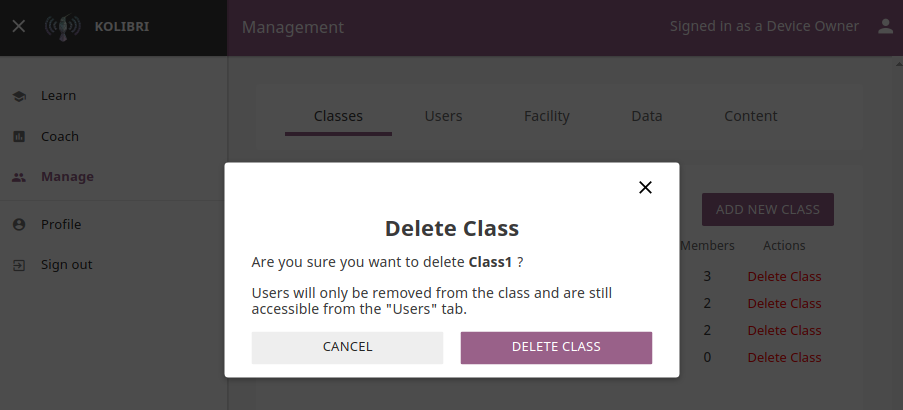 KOLIBRI
Management
Signed in as a Device Owner
Learn
Coach
Manage
Profile
Sign out
Classes
Users
Facility
Data
Content
ADD NEW CLASS
Members
Actions
3
Delete Class
2
Delete Class
2
Delete Class
0
Delete Class
Delete Class
Are you sure you want to delete Class1 ?
Users will only be removed from the class and are still
accessible from the "Users" tab.
CANCEL
DELETE CLASS